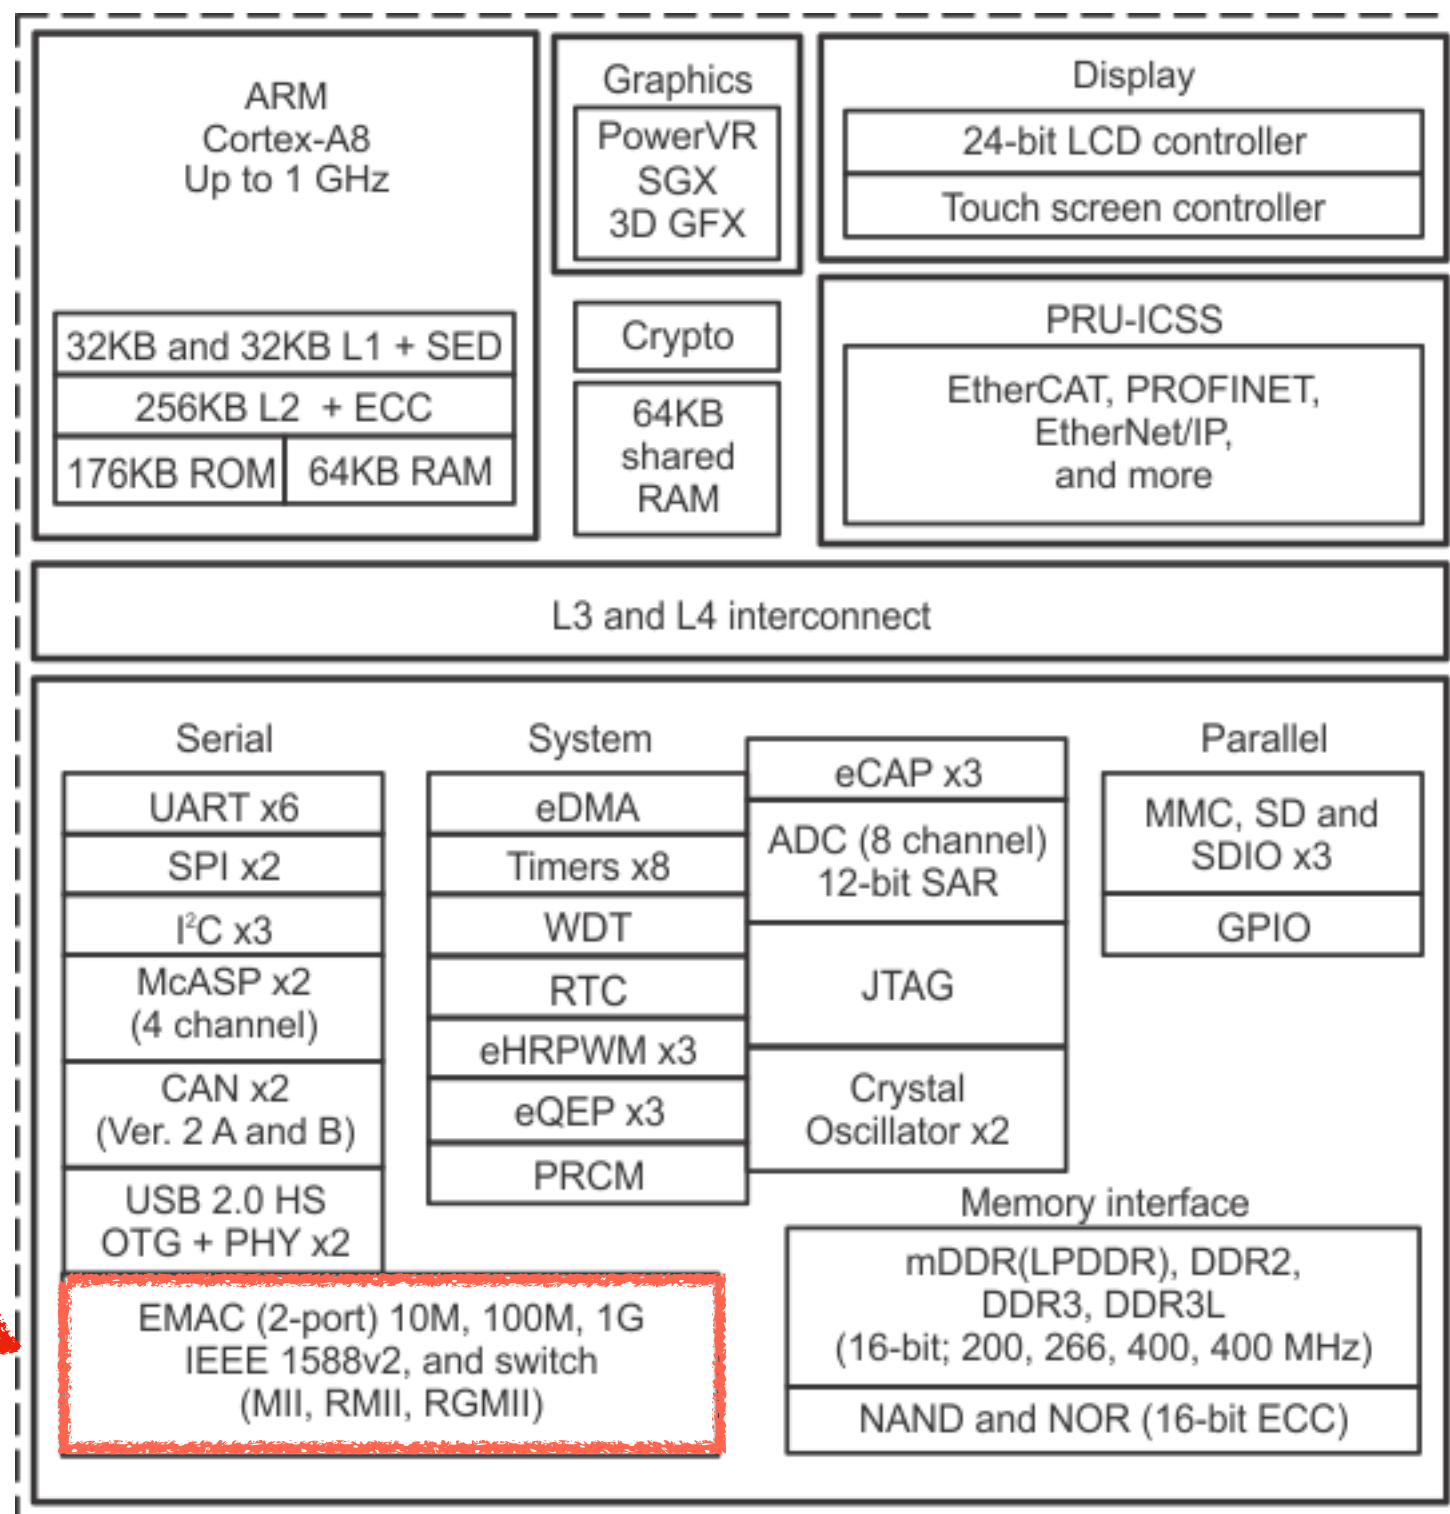 ARM
Cortex-A8
Up to 1 GHz
32KB and 32KB L1 + SED
256KB L2 + ECC
176KB ROM
64KB RAM
Graphics
PowerVR
SGX
3D GFX
Crypto
64KB
shared
RAM
Display
24-bit LCD controller
Touch screen controller
PRU-ICSS
EtherCAT, PROFINET,
EtherNet/IP,
and more
L3 and L4 interconnect
Serial
UART x6
SPI x2
I²C x3
McASP x2
(4 channel)
CAN x2
(Ver. 2 A and B)
USB 2.0 HS
OTG + PHY x2
EMAC (2-port) 10M, 100M, 1G
IEEE 1588v2, and switch
(MII, RMII, RGMII)
System
eDMA
Timers x8
WDT
RTC
eHRPWM x3
eQEP x3
PRCM
eCAP x3
ADC (8 channel)
12-bit SAR
JTAG
Crystal
Oscillator x2
Parallel
MMC, SD and
SDIO x3
GPIO
Memory interface
mDDR(LPDDR), DDR2,
DDR3, DDR3L
(16-bit; 200, 266, 400, 400 MHz)
NAND and NOR (16-bit ECC)